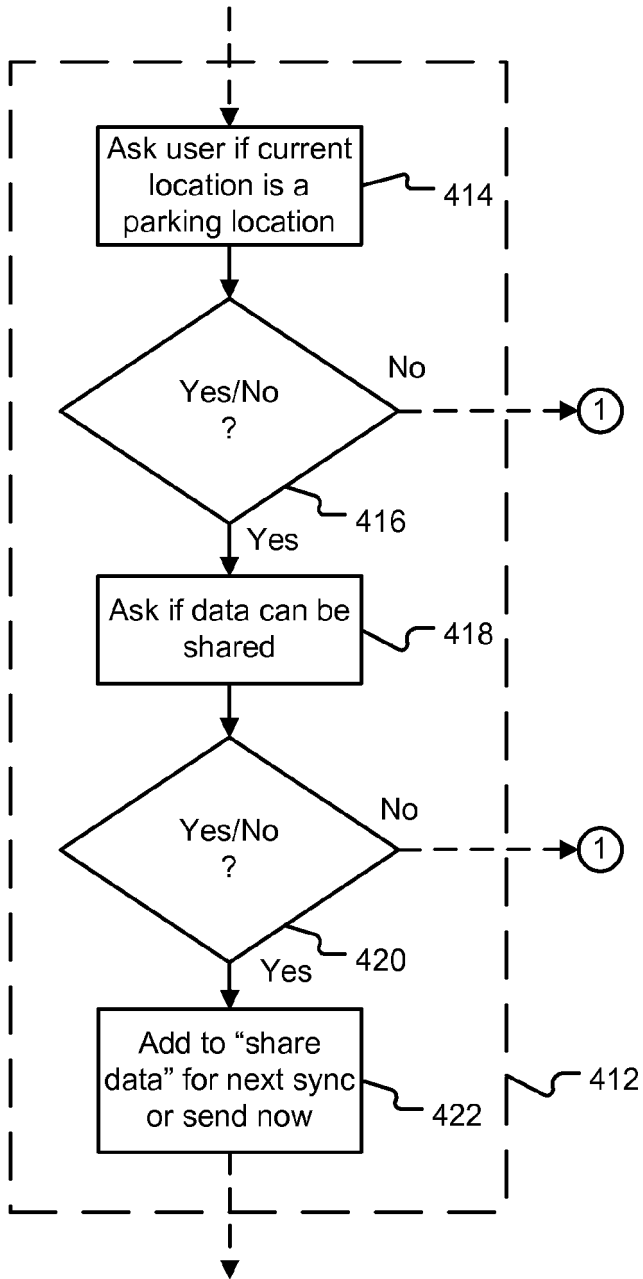 Ask user if current
location is a
parking location
414
Yes/No
?
No
1
416
Yes
Ask if data can be
shared
418
Yes/No
?
No
1
420
Yes
Add to “share
data” for next sync
or send now
422
412